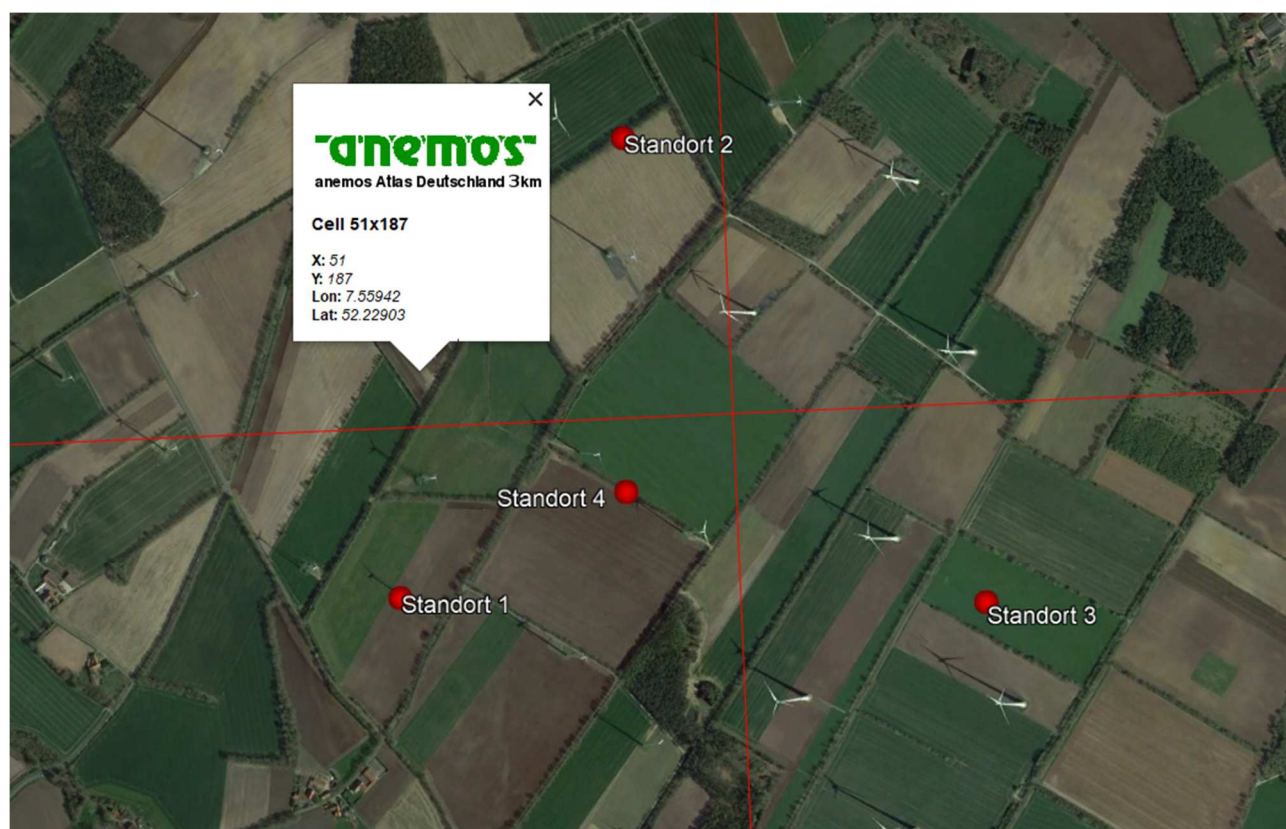 anemos
anemos Atlas Deutschland 3km
Cell 51x187
X: 51
Y: 187
Lon: 7.55942
Lat: 52.22903
Standort 2
Standort 4
Standort 1
Standort 3